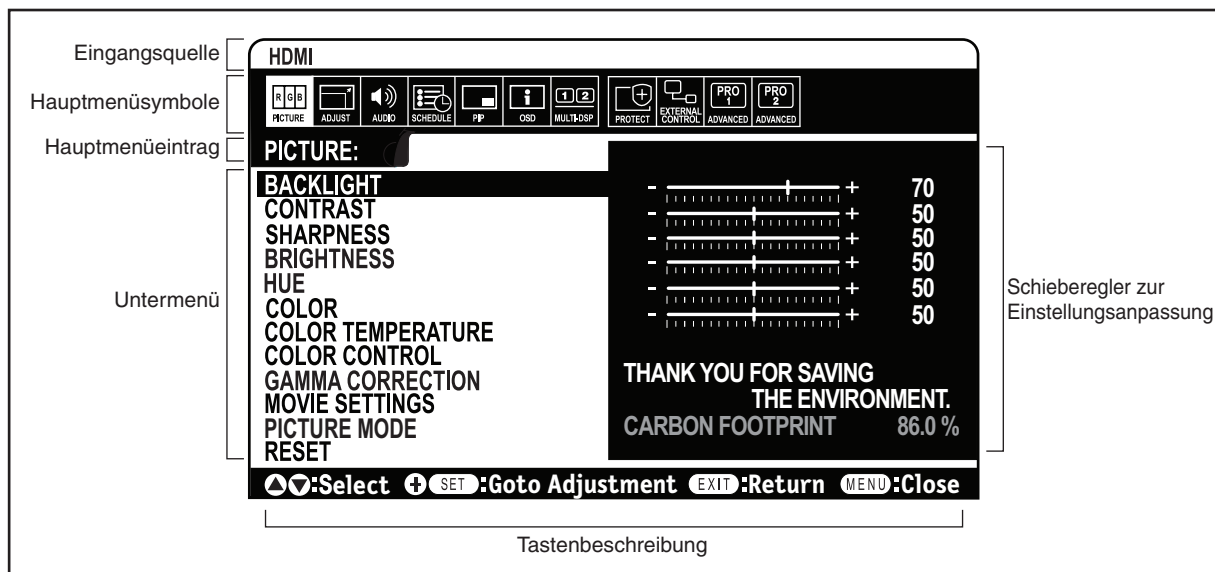 Eingangsquelle
HDMI
Hauptmenüsymbole
R G B
PICTURE
ADJUST
AUDIO
SCHEDULE
PIP
i
OSD
1 2
MULTI-DSP
PROTECT
EXTERNAL
CONTROL
PRO
1
ADVANCED
PRO
2
ADVANCED
Hauptmenüeintrag
PICTURE:
Untermenü
BACKLIGHT - + 70
CONTRAST - + 50
SHARPNESS - + 50
BRIGHTNESS - + 50
HUE - + 50
COLOR - + 50
COLOR TEMPERATURE
COLOR CONTROL
GAMMA CORRECTION
MOVIE SETTINGS
PICTURE MODE
RESET
THANK YOU FOR SAVING
THE ENVIRONMENT.
CARBON FOOTPRINT 86.0 %
Schieberegler zur
Einstellungsanpassung
:Select + SET :Goto Adjustment EXIT :Return MENU :Close
Tastenbeschreibung